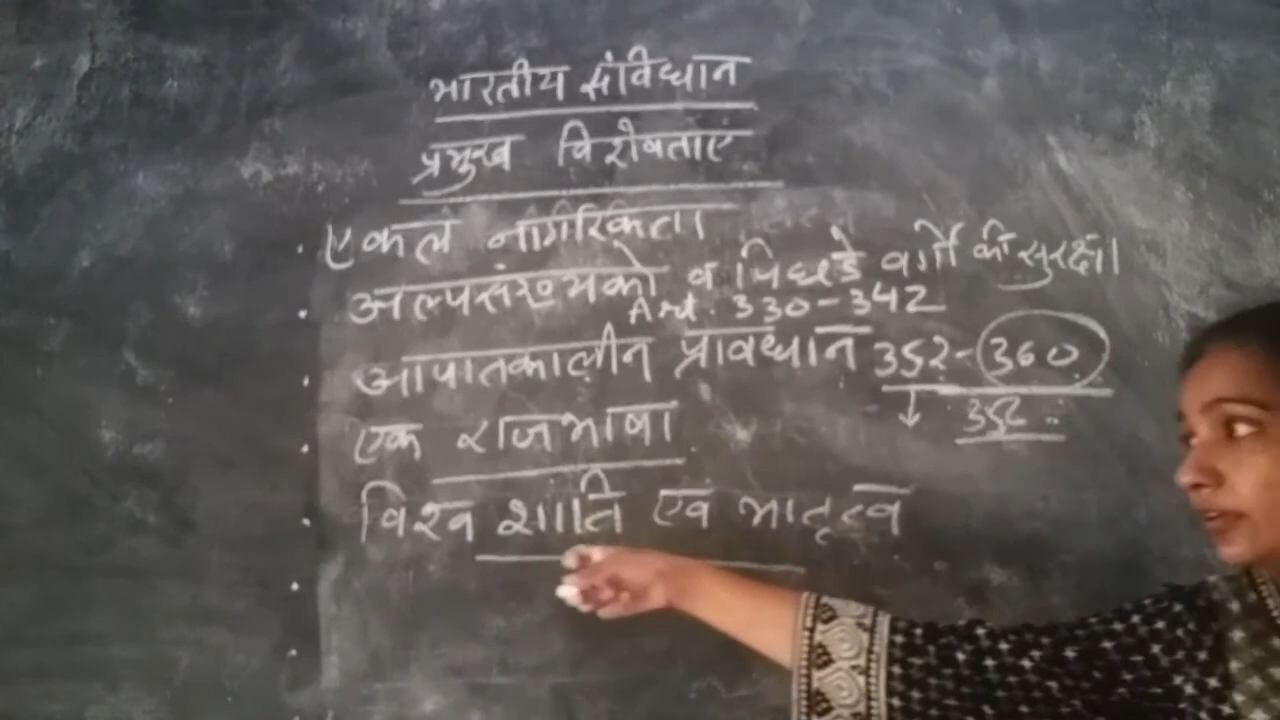 भारतीय संविधान
प्रमुख विशेषताएं
. एकल नागरिकता
. अल्पसंख्यको व पिछडे वर्गों की सुरक्षा
Art. 330-342
. आपातकालीन प्रावधान 352-360
↓ 352
. एक राजभाषा
. विश्व शांति एवं भातृत्व